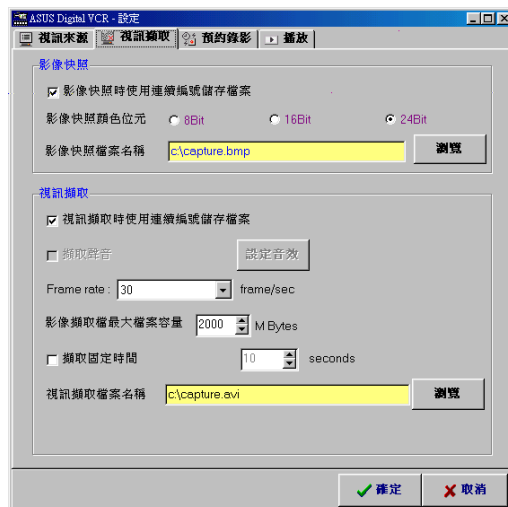 ASUS Digital VCR - 設定
視訊來源 視訊擷取 預約錄影 播放
影像快照
影像快照時使用連續編號儲存檔案
影像快照顏色位元 8Bit 16Bit 24Bit
影像快照檔案名稱 c:\capture.bmp 瀏覽
視訊擷取
視訊擷取時使用連續編號儲存檔案
擷取聲音 設定音效
Frame rate : 30 frame/sec
影像擷取檔最大檔案容量 2000 M Bytes
擷取固定時間 10 seconds
視訊擷取檔案名稱 c:\capture.avi 瀏覽
確定 取消